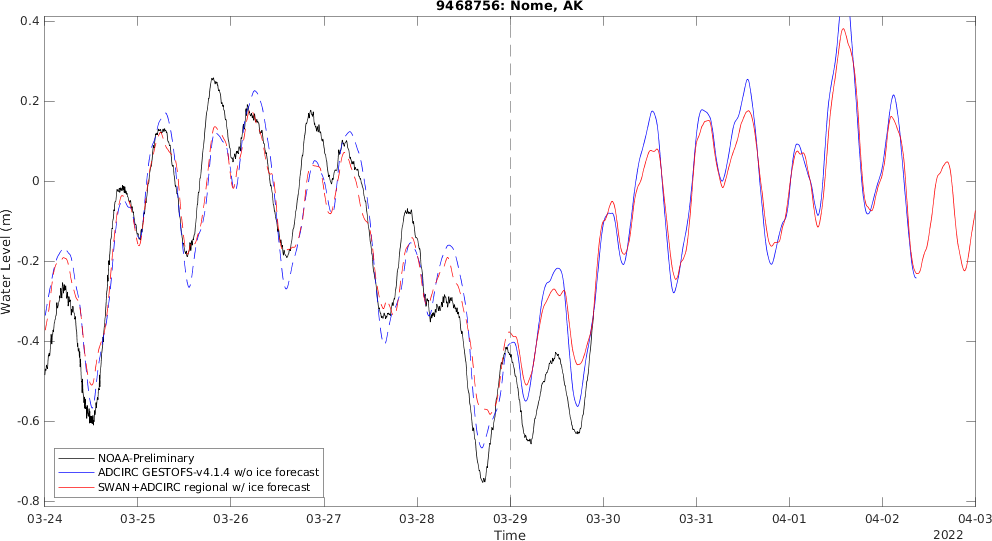 9468756: Nome, AK
0.4
0.2
0
-0.2
-0.4
-0.6
-0.8
Water Level (m)
NOAA-Preliminary
ADCIRC GESTOFS-v4.1.4 w/o ice forecast
SWAN+ADCIRC regional w/ ice forecast
03-24 03-25 03-26 03-27 03-28 03-29 03-30 03-31 04-01 04-02 04-03
Time
2022